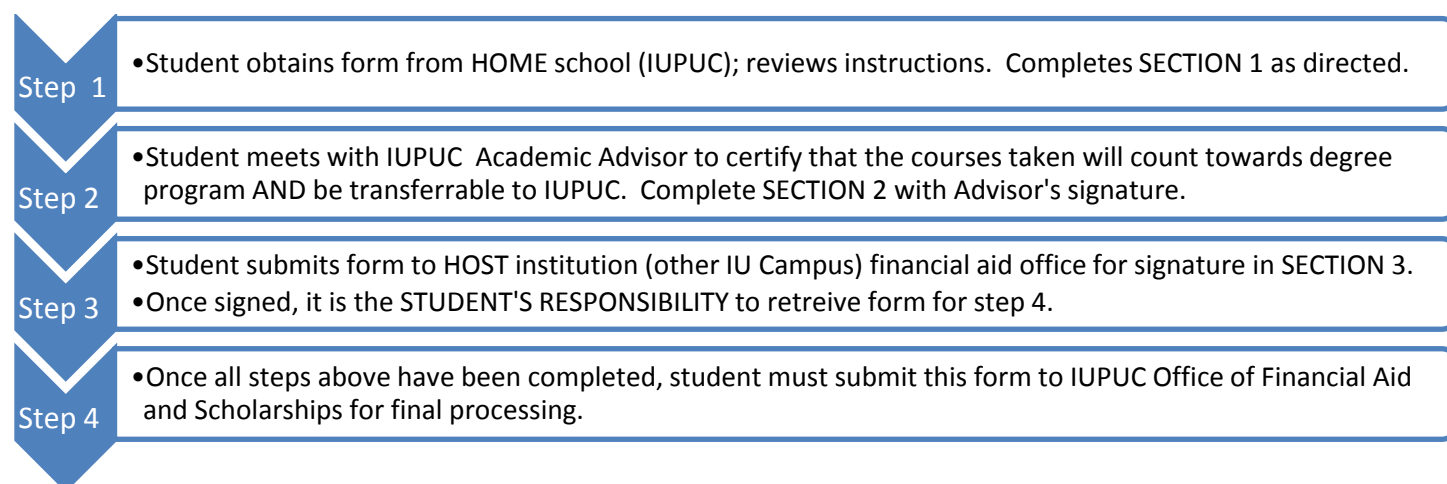 Step 1
•Student obtains form from HOME school (IUPUC); reviews instructions. Completes SECTION 1 as directed.
Step 2
•Student meets with IUPUC Academic Advisor to certify that the courses taken will count towards degree
program AND be transferrable to IUPUC. Complete SECTION 2 with Advisor's signature.
Step 3
•Student submits form to HOST institution (other IU Campus) financial aid office for signature in SECTION 3.
•Once signed, it is the STUDENT'S RESPONSIBILITY to retreive form for step 4.
Step 4
•Once all steps above have been completed, student must submit this form to IUPUC Office of Financial Aid
and Scholarships for final processing.